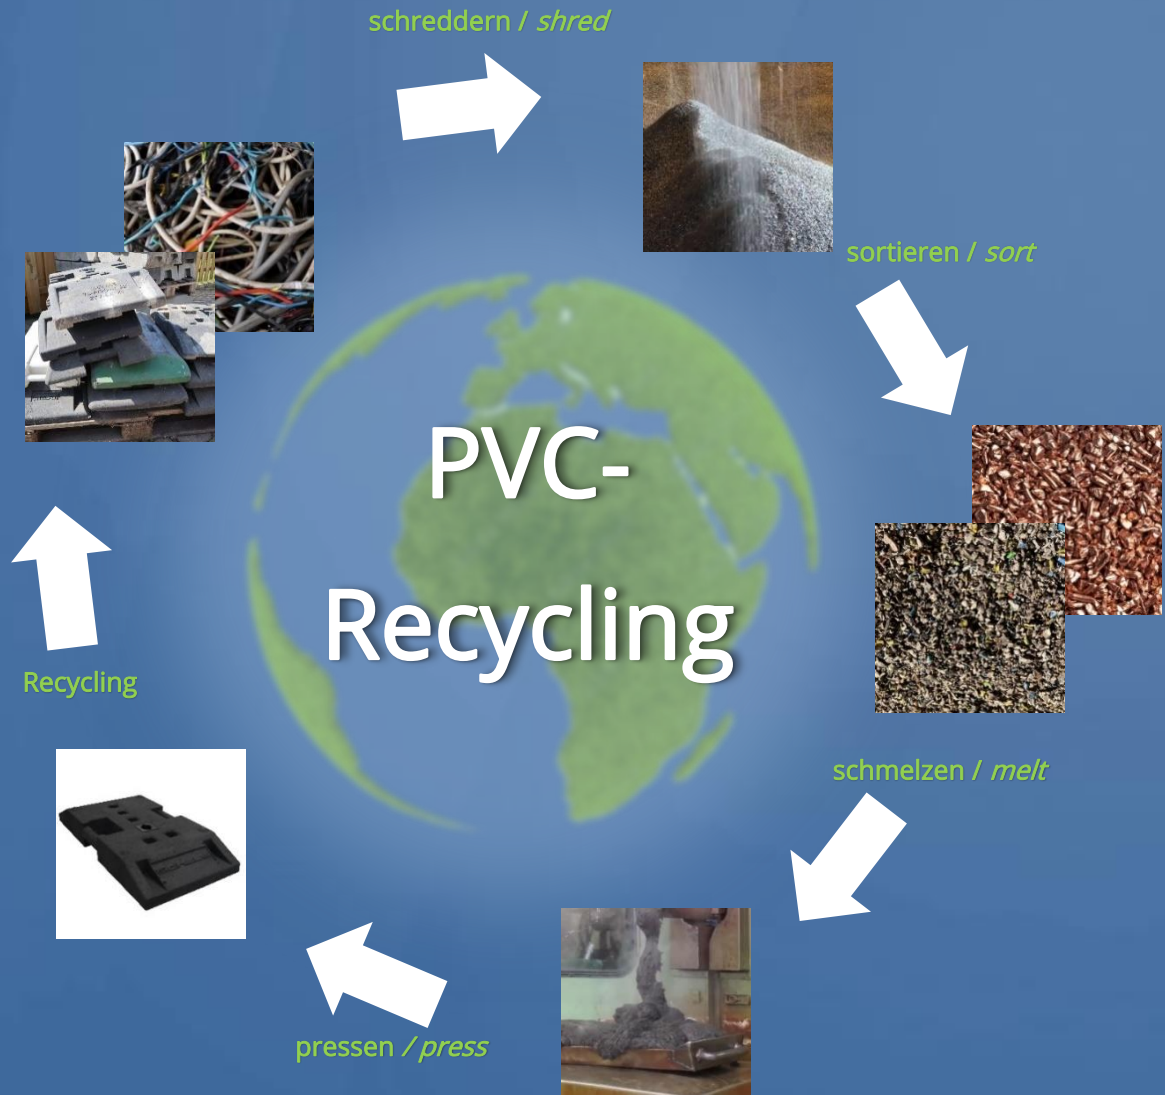 schreddern / shred
sortieren / sort
PVC-
Recycling
Recycling
schmelzen / melt
pressen / press